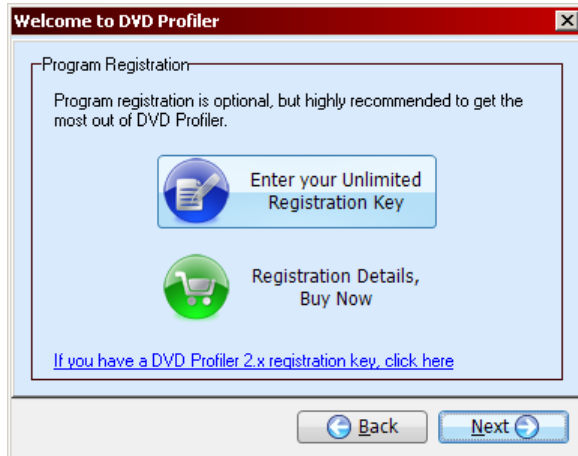 Welcome to DVD Profiler
Program Registration
Program registration is optional, but highly recommended to get the
most out of DVD Profiler.
Enter your Unlimited
Registration Key
Registration Details,
Buy Now
If you have a DVD Profiler 2.x registration key, click here
Back
Next